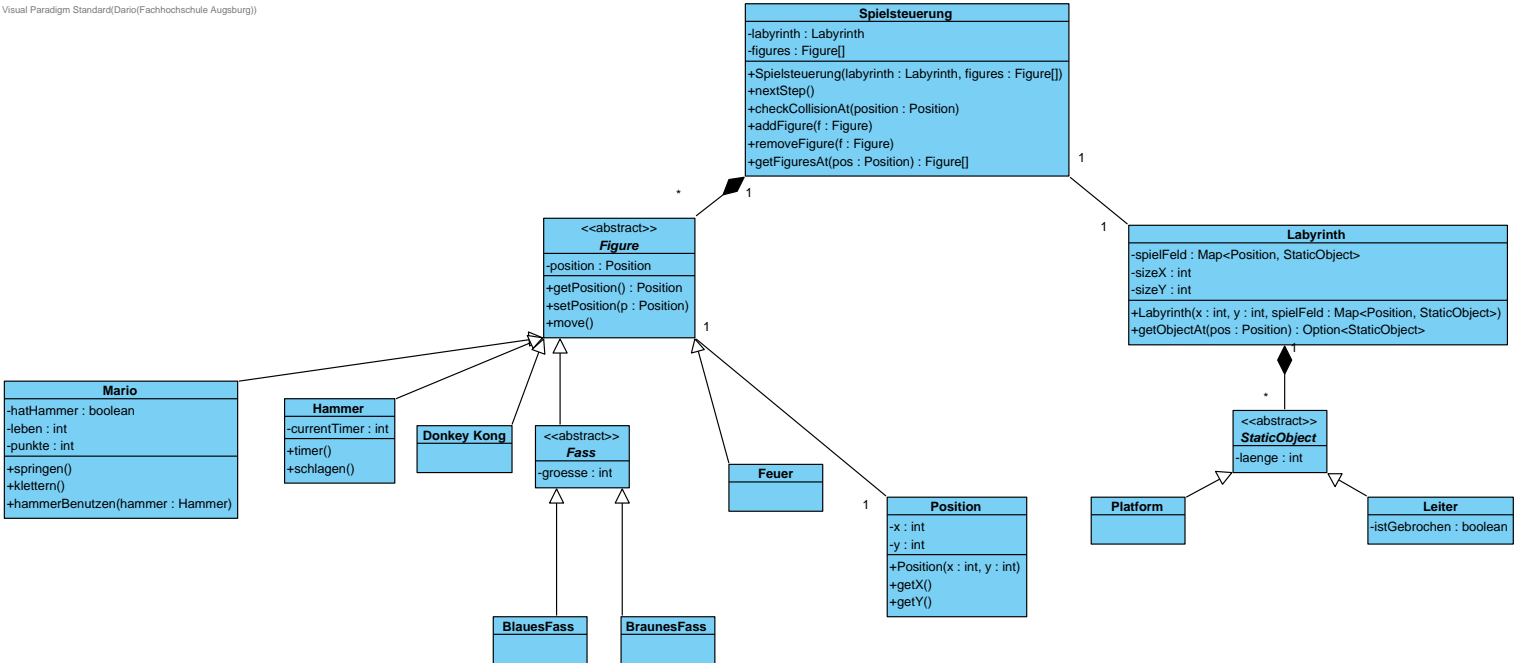 Visual Paradigm Standard(Dario(Fachhochschule Augsburg))
Spielsteuerung
-labyrinth : Labyrinth
-figures : Figure[]
+Spielsteuerung(labyrinth : Labyrinth, figures : Figure[])
+nextStep()
+checkCollisionAt(position : Position)
+addFigure(f : Figure)
+removeFigure(f : Figure)
+getFiguresAt(pos : Position) : Figure[]
1
*
1
1
<<abstract>>
Figure
-position : Position
+getPosition() : Position
+setPosition(p : Position)
+move()
1
Labyrinth
-spielFeld : Map<Position, StaticObject>
-sizeX : int
-sizeY : int
+Labyrinth(x : int, y : int, spielFeld : Map<Position, StaticObject>)
+getObjectAt(pos : Position) : Option<StaticObject>
1
*
Mario
-hatHammer : boolean
-leben : int
-punkte : int
+springen()
+klettern()
+hammerBenutzen(hammer : Hammer)
Hammer
-currentTimer : int
+timer()
+schlagen()
Donkey Kong
<<abstract>>
Fass
-groesse : int
Feuer
1
Position
-x : int
-y : int
+Position(x : int, y : int)
+getX()
+getY()
<<abstract>>
StaticObject
-laenge : int
Platform
Leiter
-istGebrochen : boolean
BlauesFass
BraunesFass